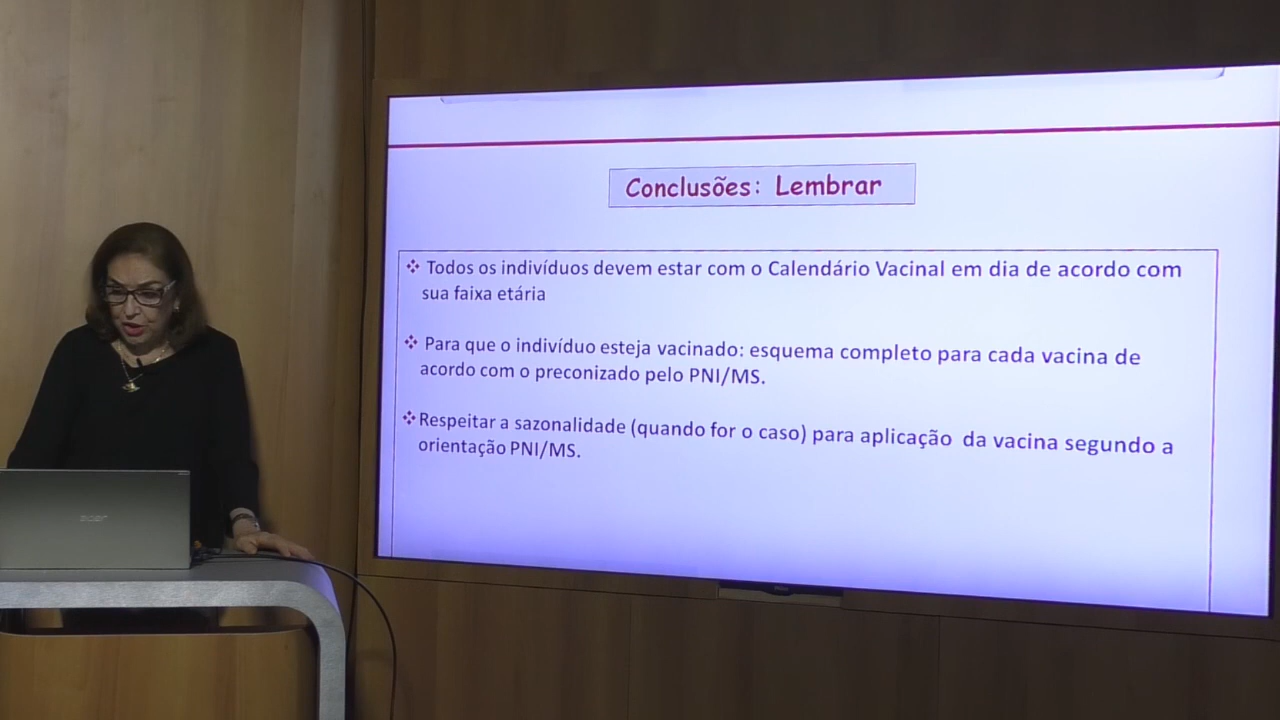 Conclusões: Lembrar
Todos os indivíduos devem estar com o Calendário Vacinal em dia de acordo com
sua faixa etária
Para que o indivíduo esteja vacinado: esquema completo para cada vacina de
acordo com o preconizado pelo PNI/MS.
Respeitar a sazonalidade (quando for o caso) para aplicação da vacina segundo a
orientação PNI/MS.
acer